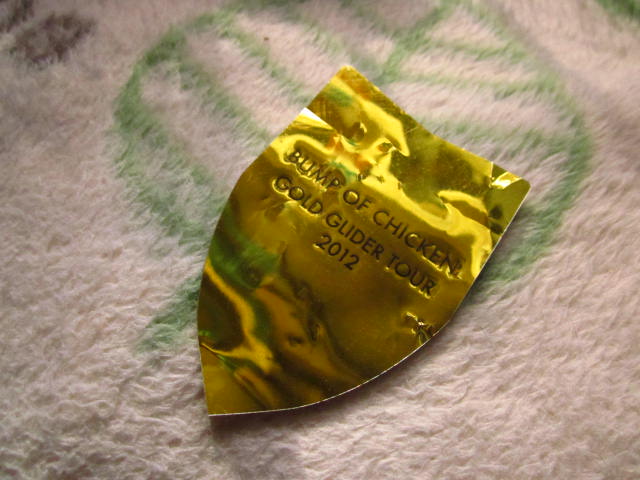 BUMP OF CHICKEN
GOLD GLIDER TOUR
2012